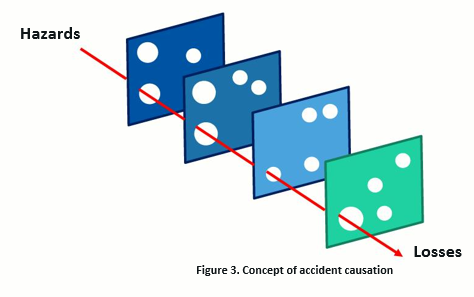 Hazards
Losses
Figure 3. Concept of accident causation